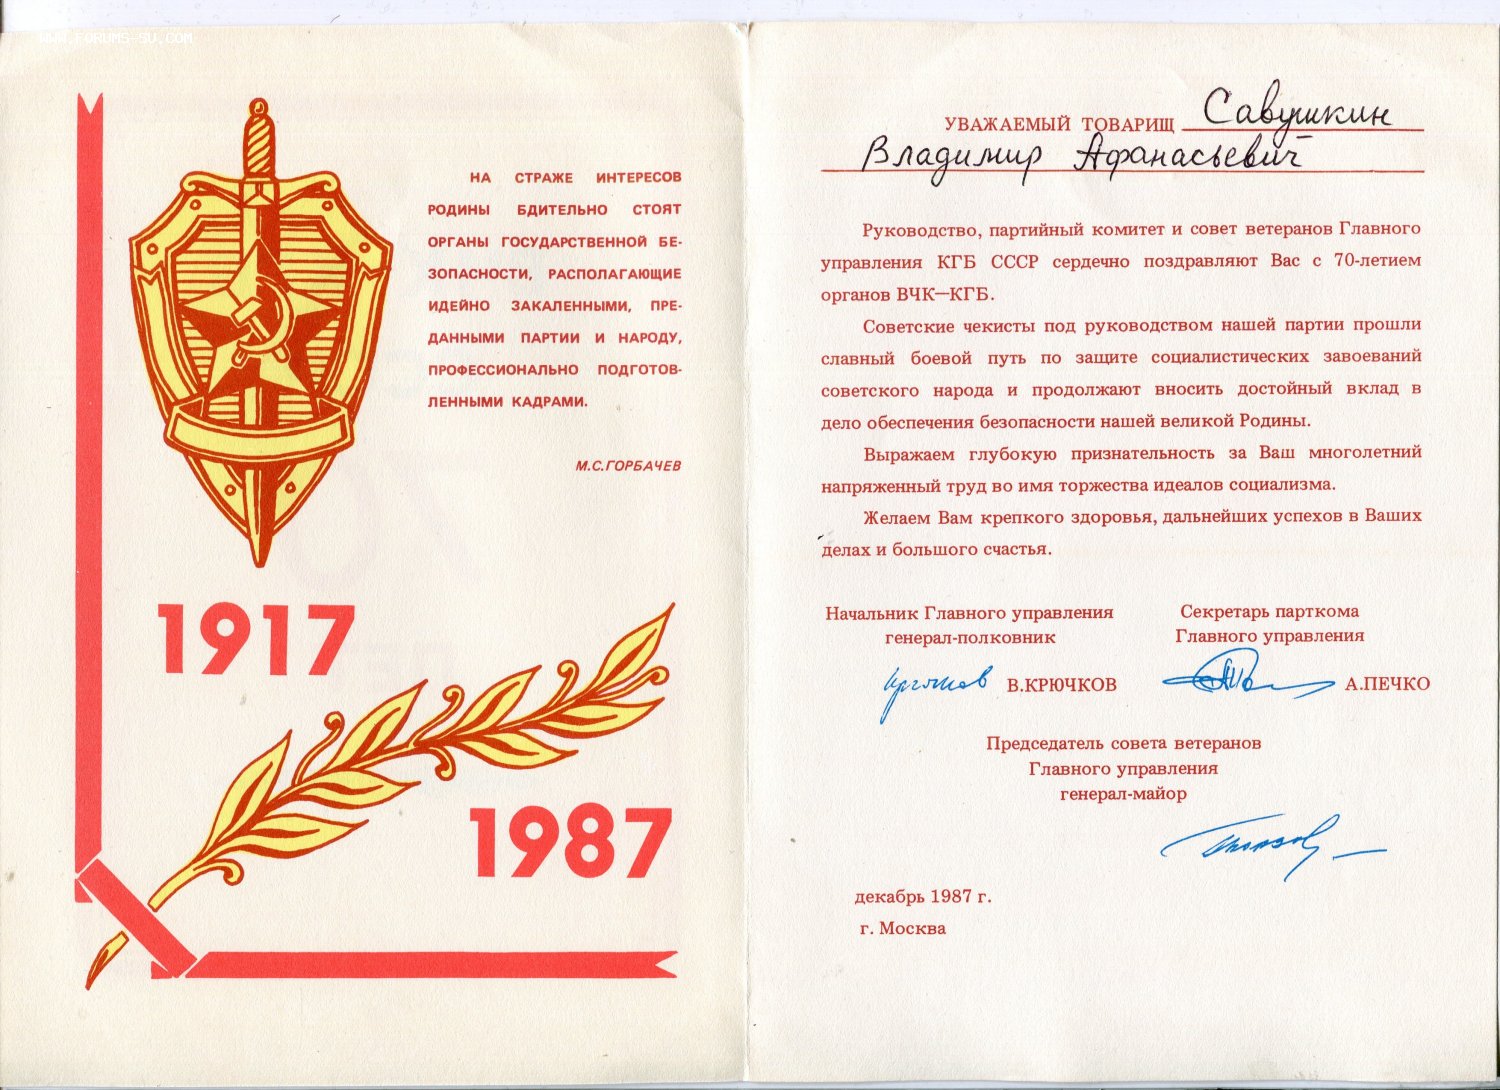 WWW.FORUMS-SU.COM
НА СТРАЖЕ ИНТЕРЕСОВ
РОДИНЫ БДИТЕЛЬНО СТОЯТ
ОРГАНЫ ГОСУДАРСТВЕННОЙ БЕ-
ЗОПАСНОСТИ, РАСПОЛАГАЮЩИЕ
ИДЕЙНО ЗАКАЛЕННЫМИ, ПРЕ-
ДАННЫМИ ПАРТИИ И НАРОДУ,
ПРОФЕССИОНАЛЬНО ПОДГОТОВ-
ЛЕННЫМИ КАДРАМИ.
М.С.ГОРБАЧЕВ
1917
1987
УВАЖАЕМЫЙ ТОВАРИЩ Савушкин
Владимир Афанасьевич
Руководство, партийный комитет и совет ветеранов Главного
управления КГБ СССР сердечно поздравляют Вас с 70-летием
органов ВЧК—КГБ.
Советские чекисты под руководством нашей партии прошли
славный боевой путь по защите социалистических завоеваний
советского народа и продолжают вносить достойный вклад в
дело обеспечения безопасности нашей великой Родины.
Выражаем глубокую признательность за Ваш многолетний
напряженный труд во имя торжества идеалов социализма.
Желаем Вам крепкого здоровья, дальнейших успехов в Ваших
делах и большого счастья.
Начальник Главного управления
генерал-полковник
В.КРЮЧКОВ
Секретарь парткома
Главного управления
А.ПЕЧКО
Председатель совета ветеранов
Главного управления
генерал-майор
декабрь 1987 г.
г. Москва